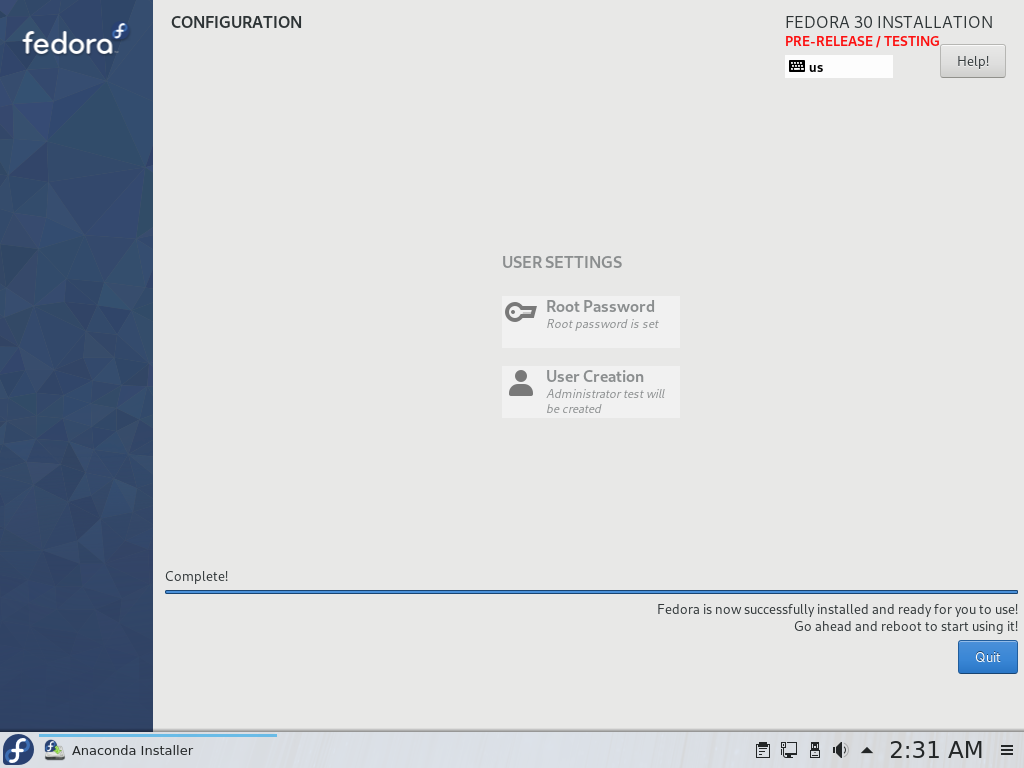 fedora
CONFIGURATION
FEDORA 30 INSTALLATION
PRE-RELEASE / TESTING
us
Help!
USER SETTINGS
Root Password
Root password is set
User Creation
Administrator test will
be created
Complete!
Fedora is now successfully installed and ready for you to use!
Go ahead and reboot to start using it!
Quit
Anaconda Installer
2:31 AM